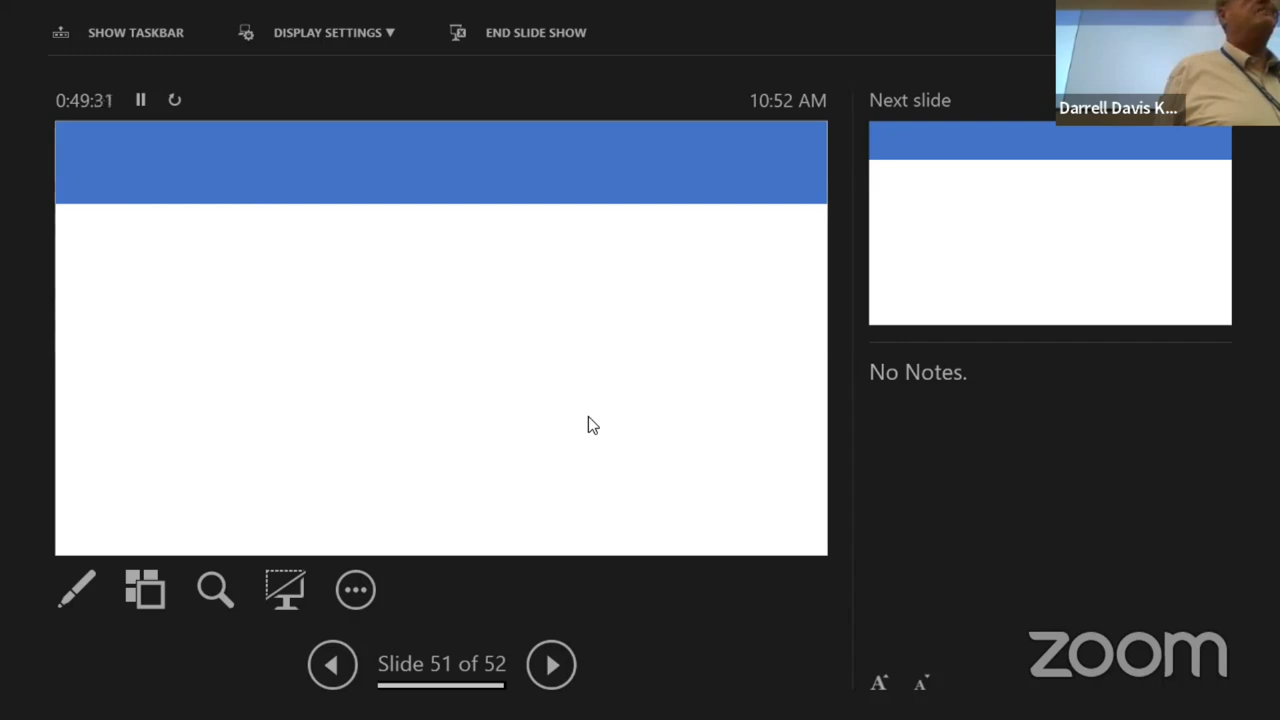 SHOW TASKBAR
DISPLAY SETTINGS ▼
END SLIDE SHOW
0:49:31
10:52 AM
Next slide
Darrell Davis K...
No Notes.
Slide 51 of 52
A A
zoom